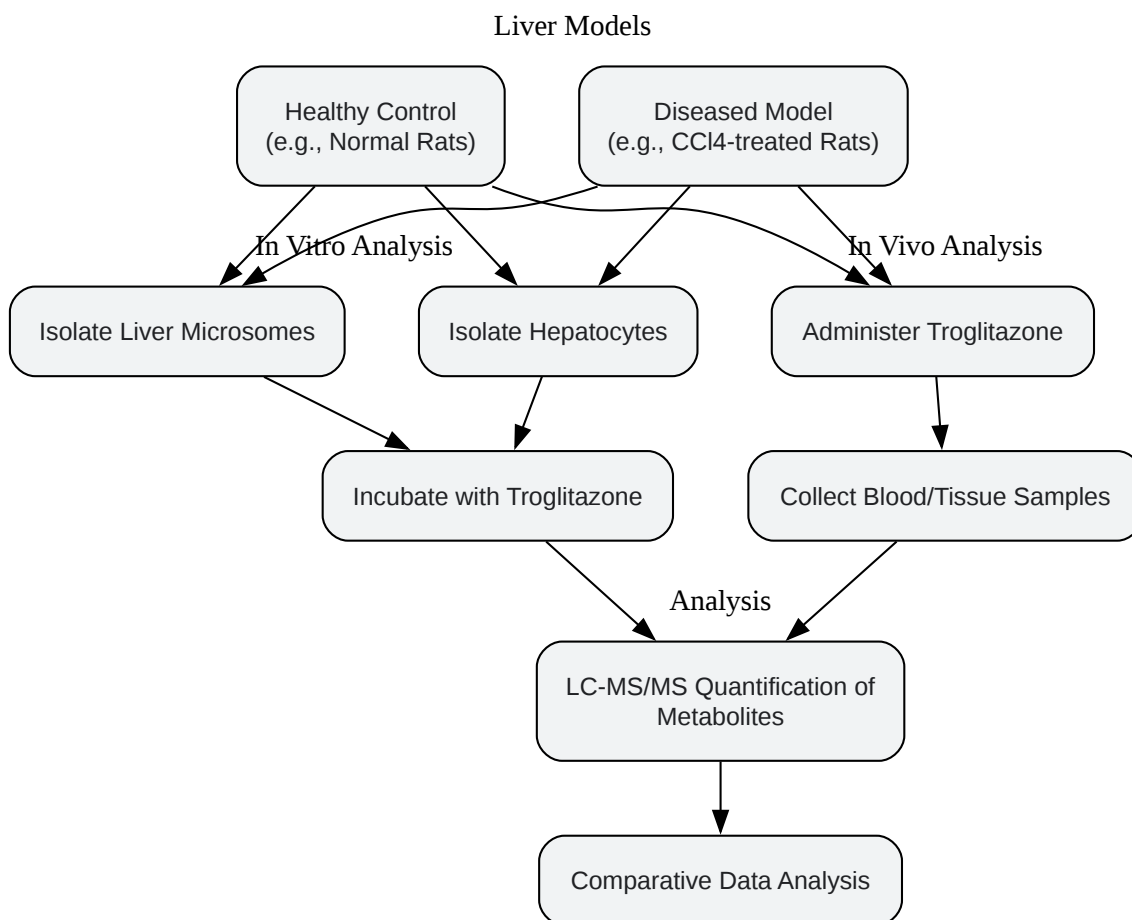 Liver Models
Healthy Control
(e.g., Normal Rats)
Diseased Model
(e.g., CCl4-treated Rats)
In Vitro Analysis
In Vivo Analysis
Isolate Liver Microsomes
Isolate Hepatocytes
Administer Troglitazone
Incubate with Troglitazone
Collect Blood/Tissue Samples
Analysis
LC-MS/MS Quantification of
Metabolites
Comparative Data Analysis